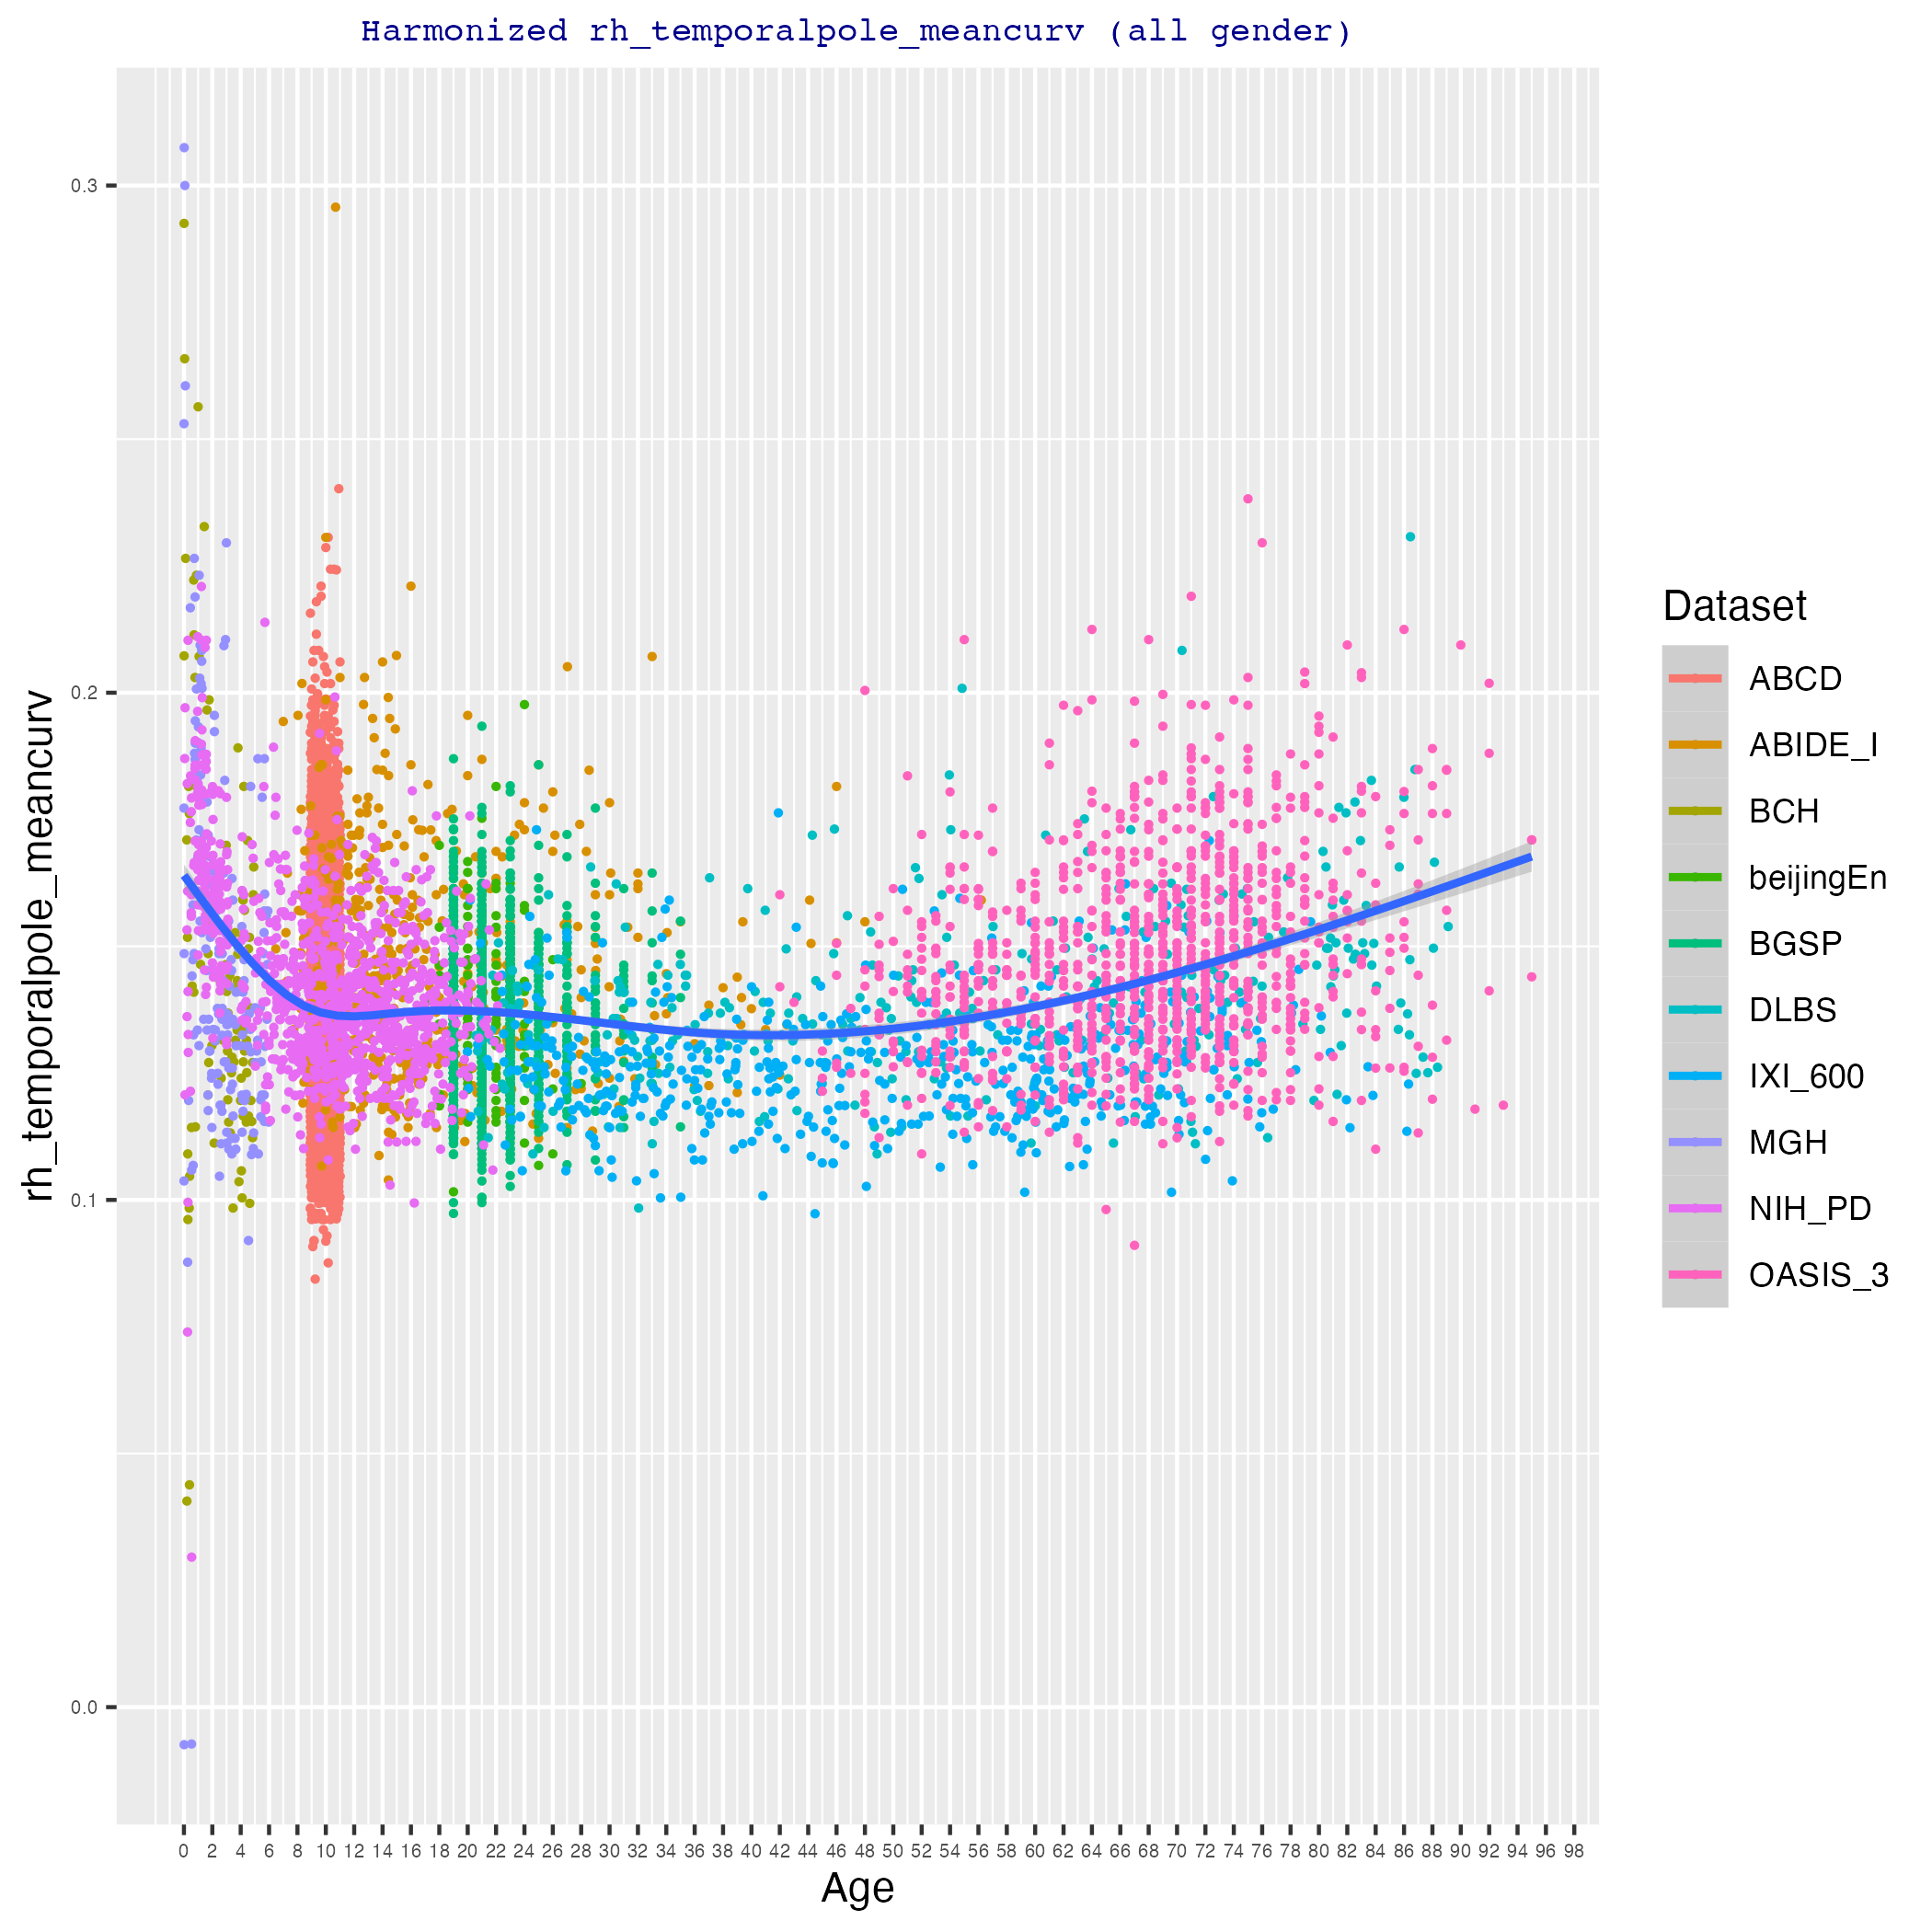 Harmonized rh_temporalpole_meancurv (all gender)
rh_temporalpole_meancurv
0.3
0.2
0.1
0.0
0 2 4 6 8 10 12 14 16 18 20 22 24 26 28 30 32 34 36 38 40 42 44 46 48 50 52 54 56 58 60 62 64 66 68 70 72 74 76 78 80 82 84 86 88 90 92 94 96 98
Age
Dataset
ABCD
ABIDE_I
BCH
beijingEn
BGSP
DLBS
IXI_600
MGH
NIH_PD
OASIS_3